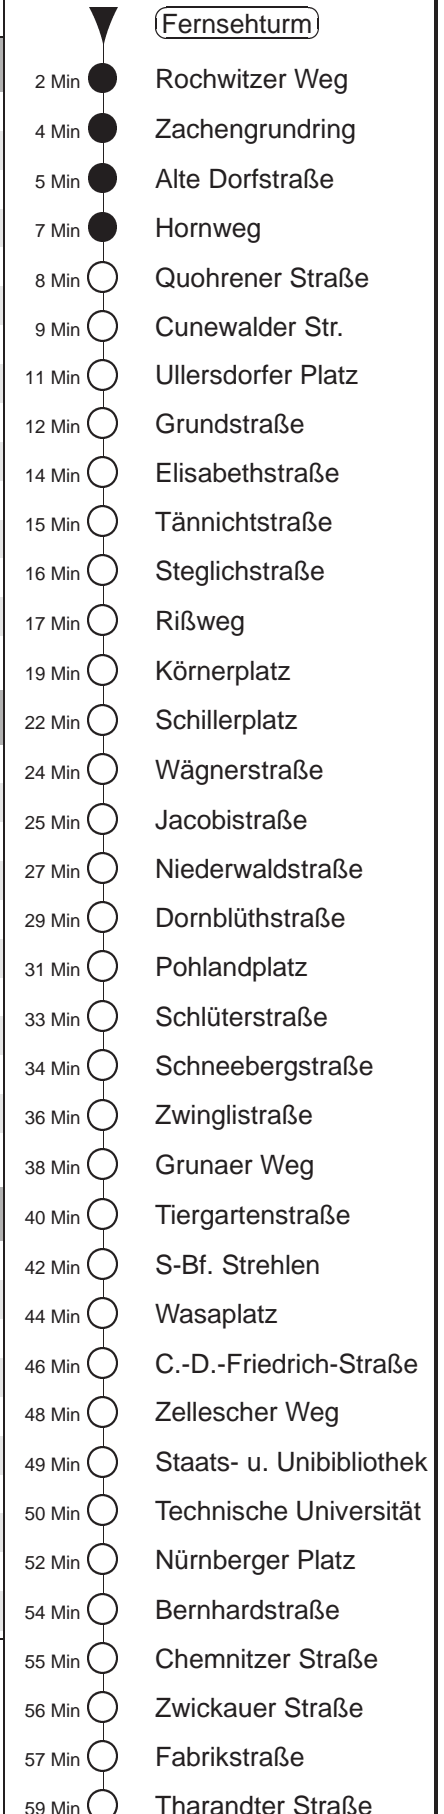 Fernsehturm
2 Min Rochwitzer Weg
4 Min Zachengrundring
5 Min Alte Dorfstraße
7 Min Hornweg
8 Min Quohrener Straße
9 Min Cunewalder Str.
11 Min Ullersdorfer Platz
12 Min Grundstraße
14 Min Elisabethstraße
15 Min Tännichtstraße
16 Min Steglichstraße
17 Min Rißweg
19 Min Körnerplatz
22 Min Schillerplatz
24 Min Wägnerstraße
25 Min Jacobistraße
27 Min Niederwaldstraße
29 Min Dornblüthstraße
31 Min Pohlandplatz
33 Min Schlüterstraße
34 Min Schneebergstraße
36 Min Zwinglistraße
38 Min Grunaer Weg
40 Min Tiergartenstraße
42 Min S-Bf. Strehlen
44 Min Wasaplatz
46 Min C.-D.-Friedrich-Straße
48 Min Zellescher Weg
49 Min Staats- u. Unibibliothek
50 Min Technische Universität
52 Min Nürnberger Platz
54 Min Bernhardstraße
55 Min Chemnitzer Straße
56 Min Zwickauer Straße
57 Min Fabrikstraße
59 Min Tharandter Straße